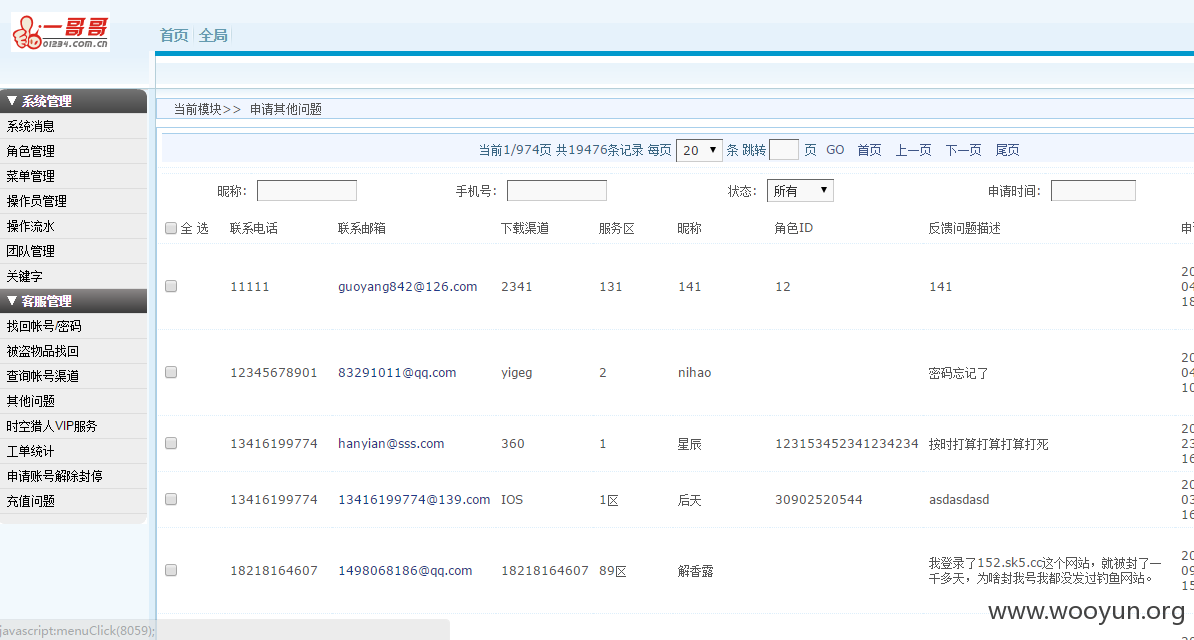 一哥哥
01234.com.cn
首页 全局
▼ 系统管理
系统消息
角色管理
菜单管理
操作员管理
操作流水
团队管理
关键字
▼ 客服管理
找回帐号/密码
被盗物品找回
查询帐号渠道
其他问题
时空猎人VIP服务
工单统计
申请账号解除封停
充值问题
当前模块>> 申请其他问题
当前1/974页 共19476条记录 每页 20 条 跳转 页 GO 首页 上一页 下一页 尾页
昵称: 手机号: 状态: 所有 申请时间:
全选 联系电话 联系邮箱 下载渠道 服务区 昵称 角色ID 反馈问题描述 申
11111 guoyang842@126.com 2341 131 141 12 141
20
04
18
12345678901 83291011@qq.com yigeg 2 nihao 密码忘记了
20
04
10
13416199774 hanyian@sss.com 360 1 星辰 123153452341234234 按时打算打算打算打死
20
23
16
13416199774 13416199774@139.com IOS 1区 后天 30902520544 asdasdasd
20
03
16
18218164607 1498068186@qq.com 18218164607 89区 解香露
我登录了152.sk5.cc这个网站，就被封了一
千多天，为啥封我号我都没发过钓鱼网站。
20
09
15
www.wooyun.org
javascript:menuClick(8059);